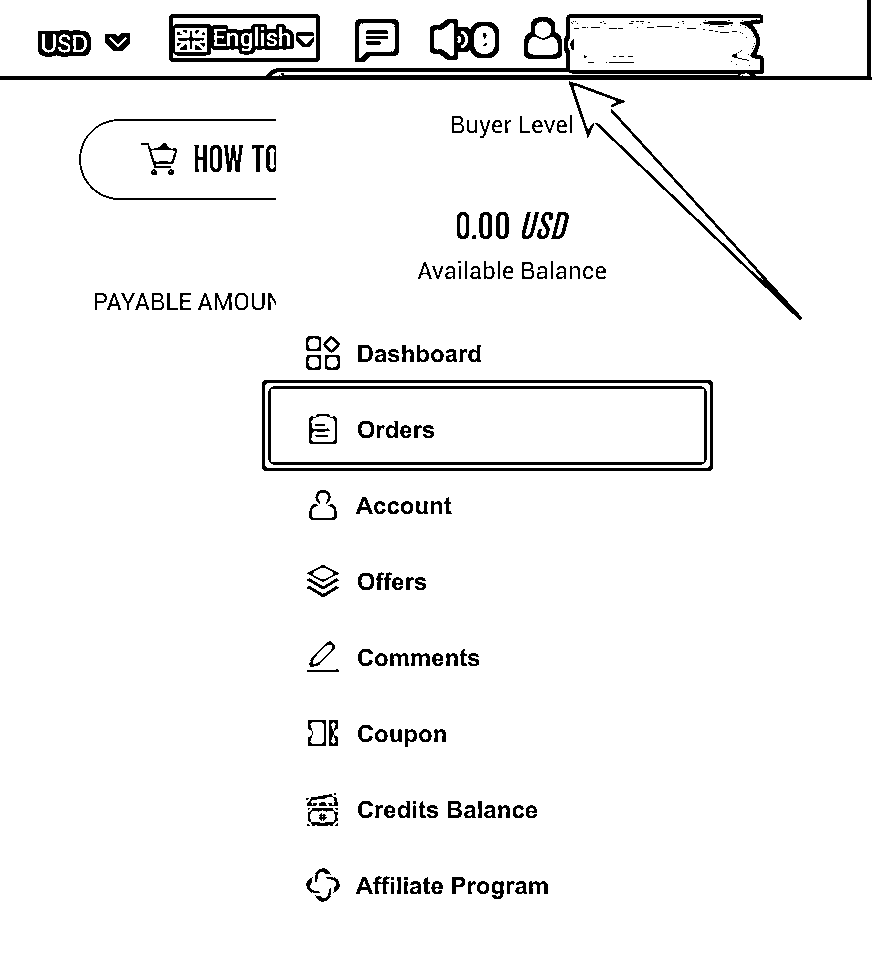 USD
English
Buyer Level
HOW TO
0.00 USD
Available Balance
PAYABLE AMOUN
Dashboard
Orders
Account
Offers
Comments
Coupon
Credits Balance
Affiliate Program